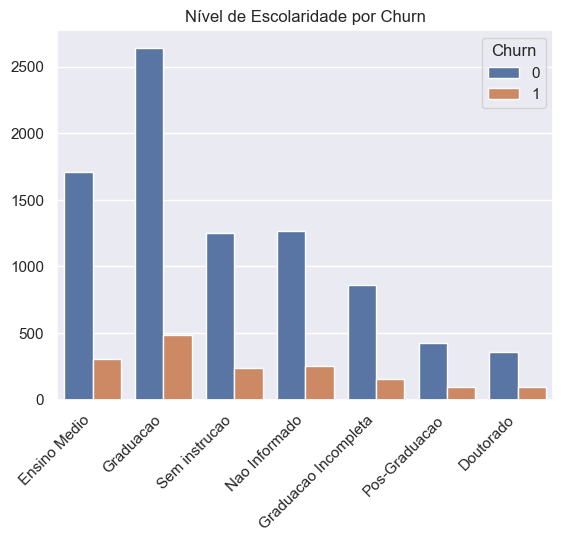 Nível de Escolaridade por Churn
Churn
0
1
2500
2000
1500
1000
500
0
Ensino Medio
Graduacao
Sem instrucao
Nao Informado
Graduacao Incompleta
Pos-Graduacao
Doutorado